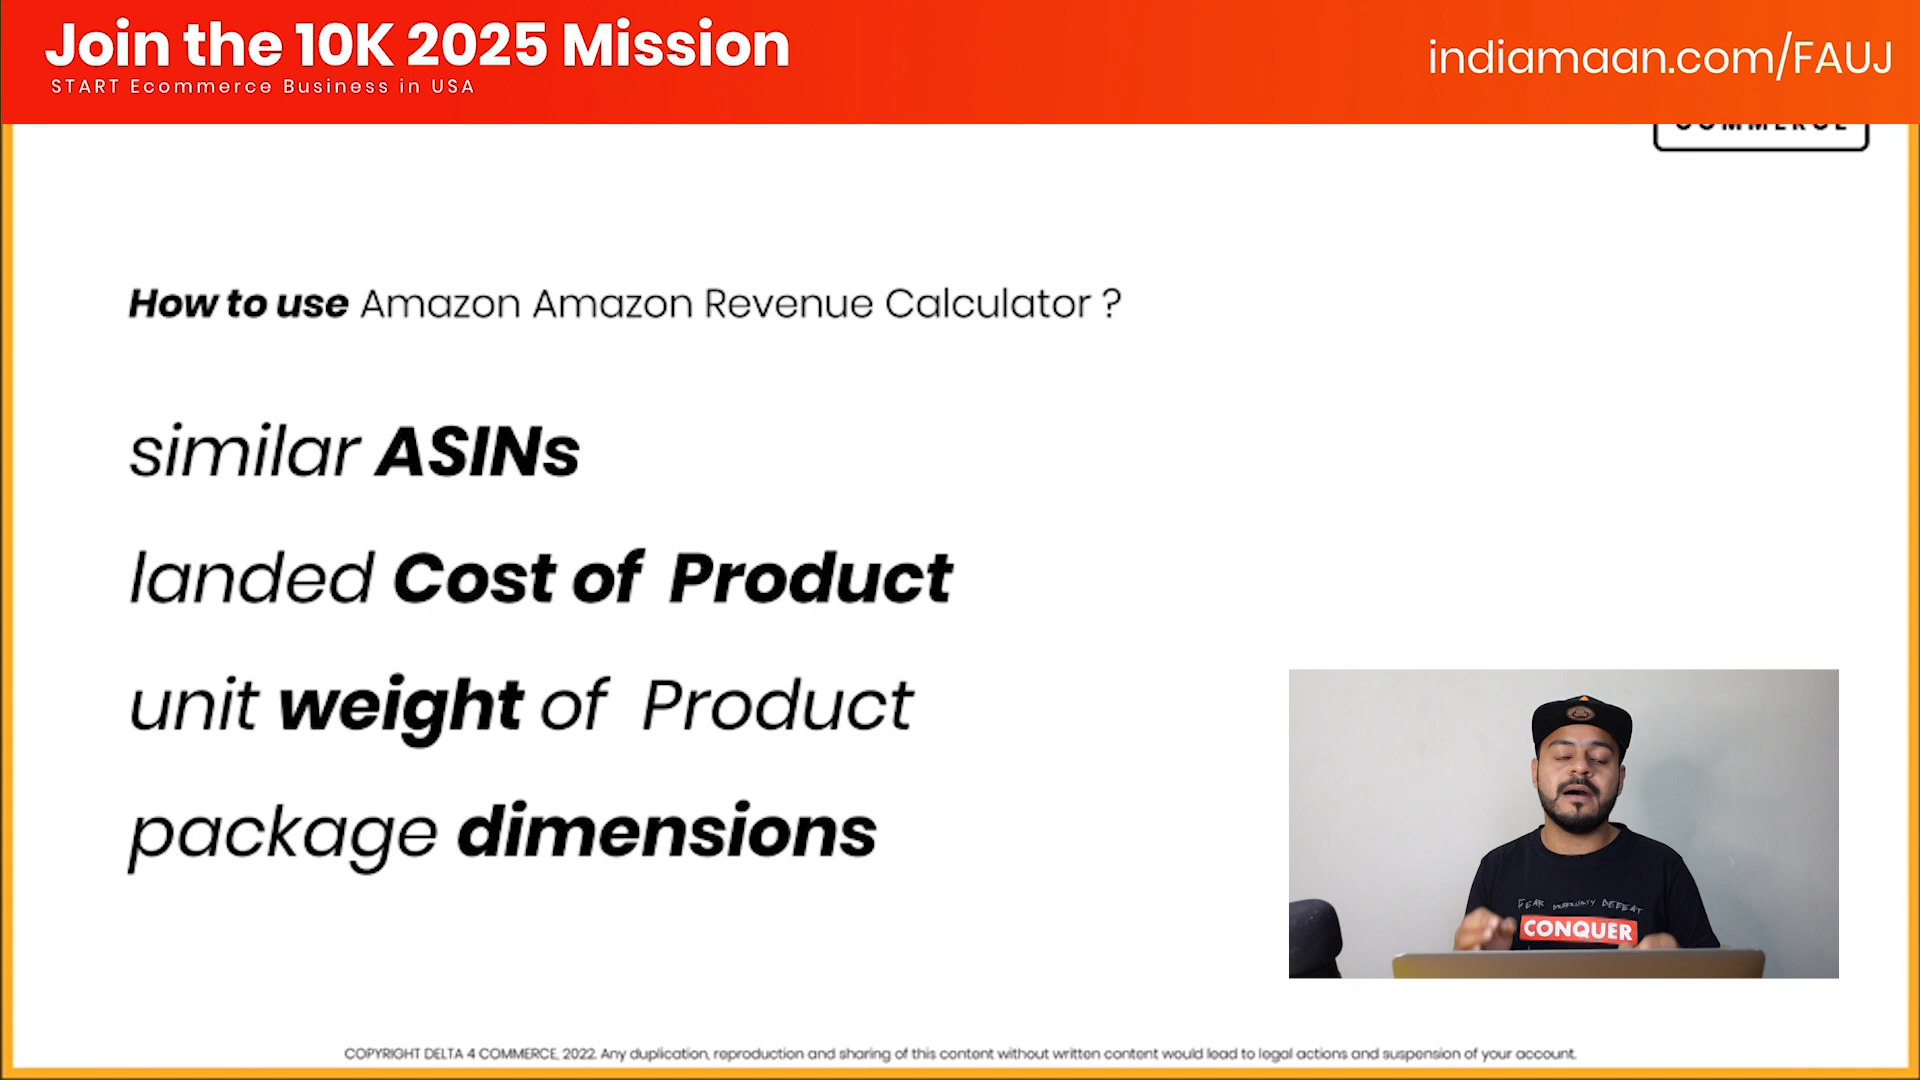 Join the 10K 2025 Mission
START Ecommerce Business in USA
indiamaan.com/FAUJ
COMMERCE
How to use Amazon Amazon Revenue Calculator ?
similar ASINs
landed Cost of Product
unit weight of Product
package dimensions
FEAR DEFEAT
CONQUER
COPYRIGHT DELTA 4 COMMERCE, 2022. Any duplication, reproduction and sharing of this content without written content would lead to legal actions and suspension of your account.